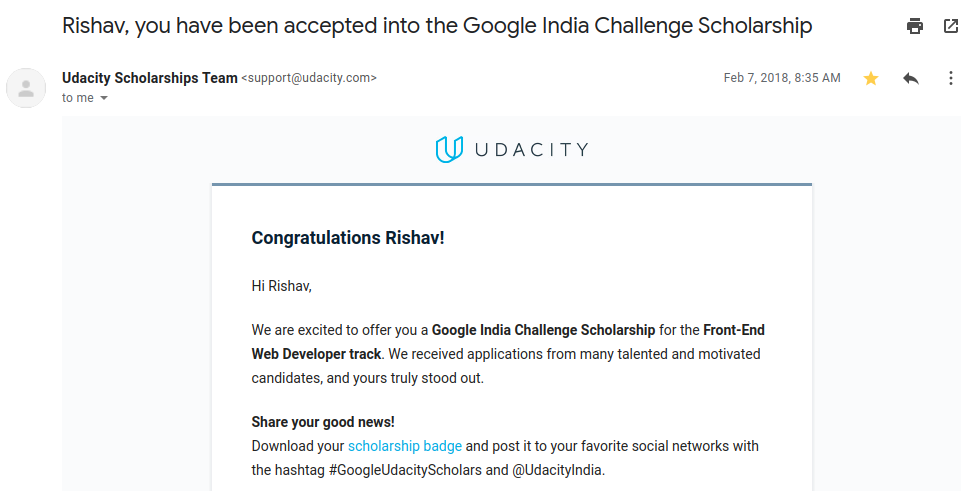 Rishav, you have been accepted into the Google India Challenge Scholarship
Udacity Scholarships Team <support@udacity.com>
Feb 7, 2018, 8:35 AM
to me
UDACITY
Congratulations Rishav!
Hi Rishav,
We are excited to offer you a Google India Challenge Scholarship for the Front-End
Web Developer track. We received applications from many talented and motivated
candidates, and yours truly stood out.
Share your good news!
Download your scholarship badge and post it to your favorite social networks with
the hashtag #GoogleUdacityScholars and @UdacityIndia.